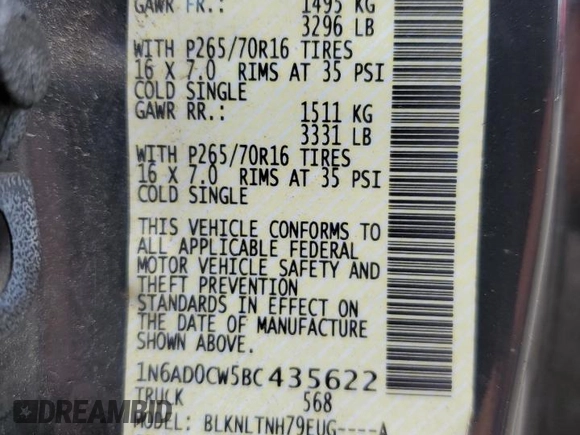 GAWR FR.: 1495 KG
3296 LB
WITH P265/70R16 TIRES
16 X 7.0 RIMS AT 35 PSI
COLD SINGLE
GAWR RR.: 1511 KG
3331 LB
WITH P265/70R16 TIRES
16 X 7.0 RIMS AT 35 PSI
COLD SINGLE
THIS VEHICLE CONFORMS TO
ALL APPLICABLE FEDERAL
MOTOR VEHICLE SAFETY AND
THEFT PREVENTION
STANDARDS IN EFFECT ON
THE DATE OF MANUFACTURE
SHOWN ABOVE.
1N6AD0CW5BC435622
TRUCK 568
MODEL: BLKNLTNH79EUG----A
DEALERS AUCTION HISTORY